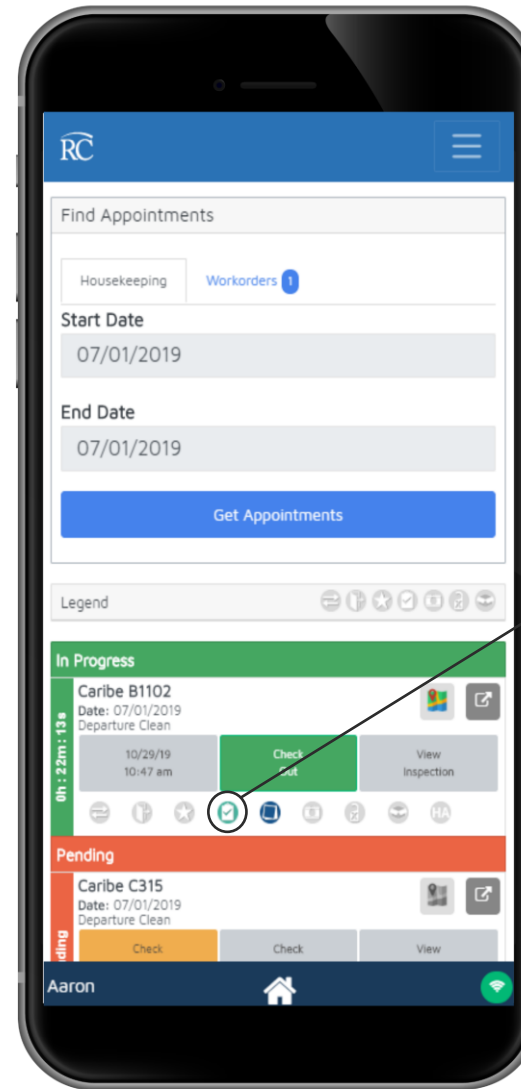 RC
Find Appointments
Housekeeping Workorders 1
Start Date
07/01/2019
End Date
07/01/2019
Get Appointments
Legend
In Progress
0h : 22m : 13s
Caribe B1102
Date: 07/01/2019
Departure Clean
10/29/19
10:47 am
Check
Out
View
Inspection
HA
Pending
Caribe C315
Date: 07/01/2019
Departure Clean
Check Check View
Aaron